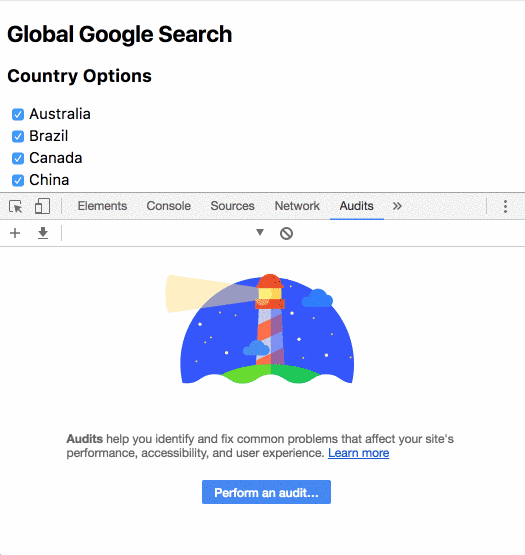 Global Google Search
Country Options
Australia
Brazil
Canada
China
Elements Console Sources Network Audits »
Audits help you identify and fix common problems that affect your site's
performance, accessibility, and user experience. Learn more
Perform an audit...